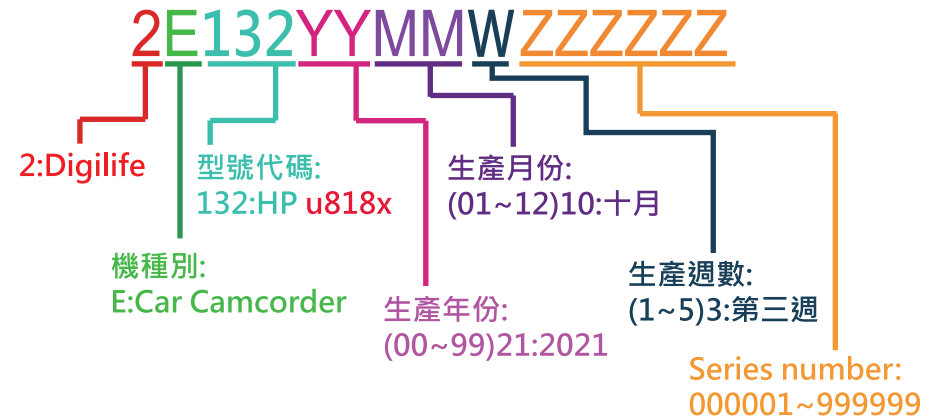 2E132YYMMWZZZZZZ
2:Digilife
型號代碼:
132:HP u818x
生產月份:
(01~12)10:十月
機種別:
E:Car Camcorder
生產年份:
(00~99)21:2021
生產週數:
(1~5)3:第三週
Series number:
000001~999999